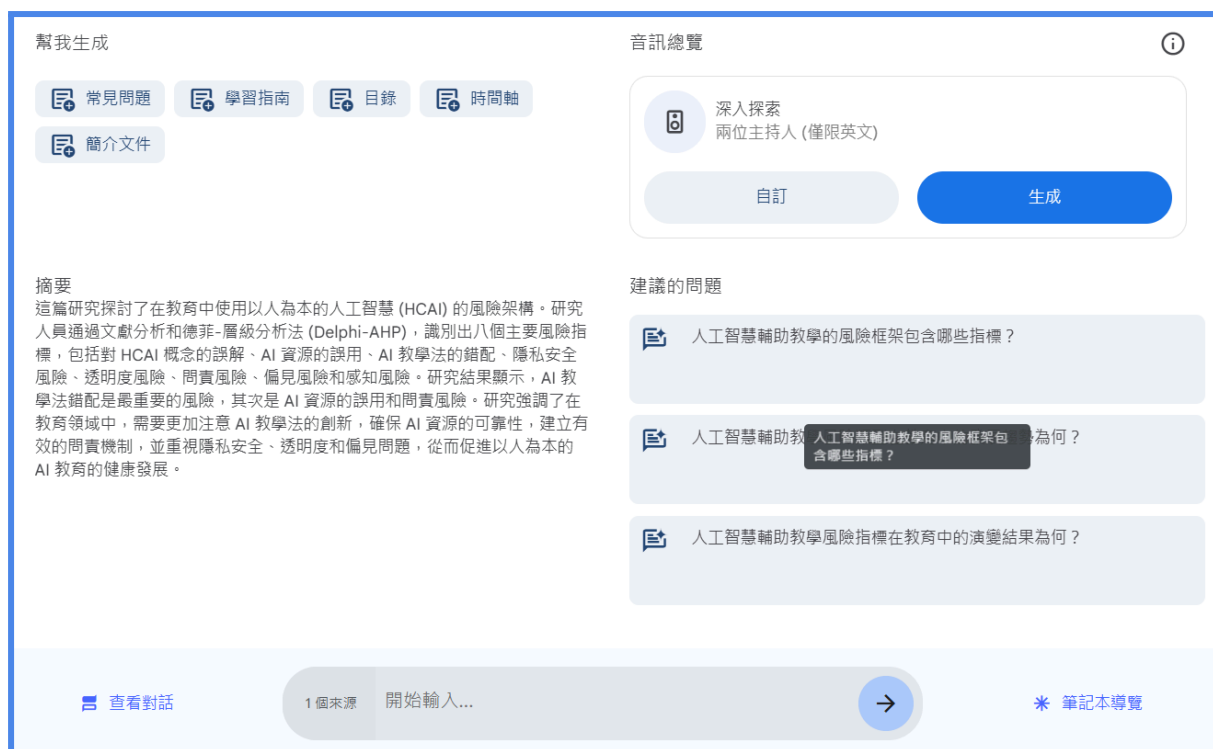 幫我生成
常見問題
學習指南
目錄
時間軸
簡介文件
音訊總覽
深入探索
兩位主持人 (僅限英文)
自訂
生成
摘要
這篇研究探討了在教育中使用以人為本的人工智慧 (HCAI) 的風險架構。研究
人員通過文獻分析和德菲-層級分析法 (Delphi-AHP)，識別出八個主要風險指
標，包括對 HCAI 概念的誤解、AI 資源的誤用、AI 教學法的錯配、隱私安全
風險、透明度風險、問責風險、偏見風險和感知風險。研究結果顯示，AI 教
學法錯配是最重要的風險，其次是 AI 資源的誤用和問責風險。研究強調了在
教育領域中，需要更加注意 AI 教學法的創新，確保 AI 資源的可靠性，建立有
效的問責機制，並重視隱私安全、透明度和偏見問題，從而促進以人為本的
AI 教育的健康發展。
建議的問題
人工智慧輔助教學的風險框架包含哪些指標？
人工智慧輔助教
為何？
人工智慧輔助教學的風險框架包
含哪些指標？
人工智慧輔助教學風險指標在教育中的演變結果為何？
查看對話
1 個來源
開始輸入...
筆記本導覽